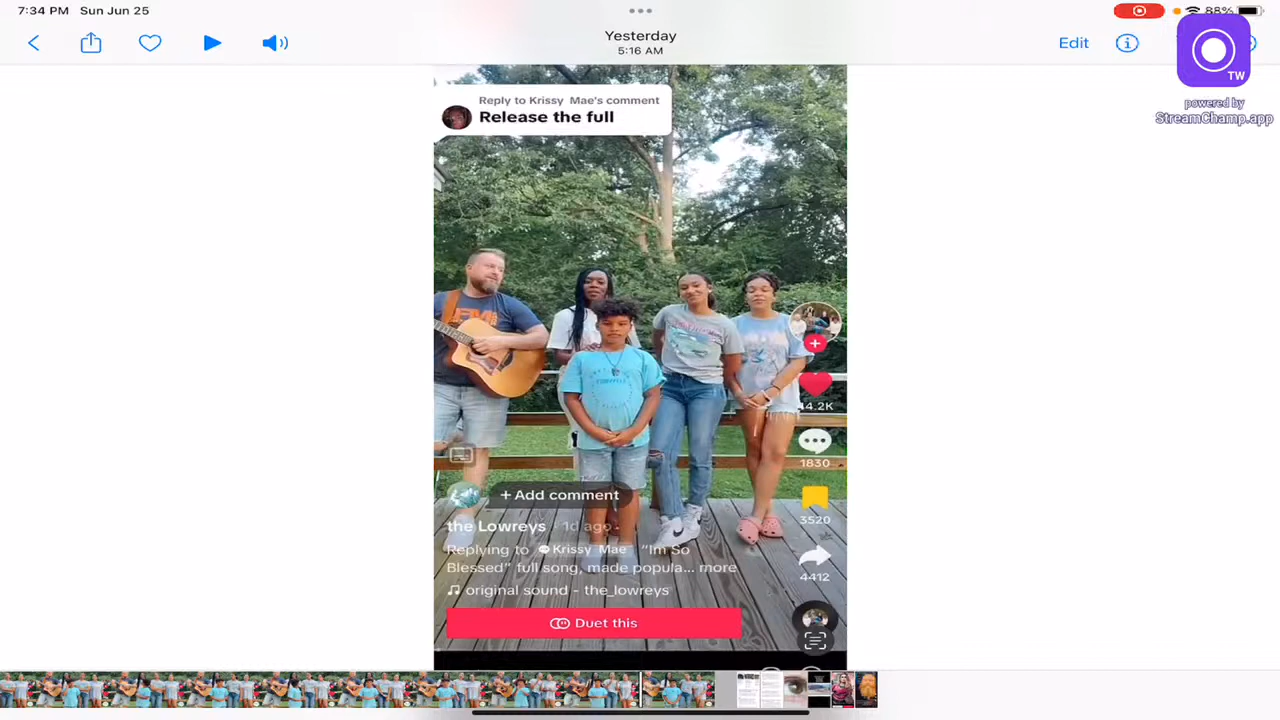 7:34 PM Sun Jun 25
88%
Yesterday
5:16 AM
Edit
TW
powered by
StreamChamp.app
Reply to Krissy Mae's comment
Release the full
44.2K
1830
3520
4412
+ Add comment
the Lowreys · 1d ago
Replying to Krissy Mae “Im So
Blessed” full song, made popula... more
original sound - the_lowreys
Duet this